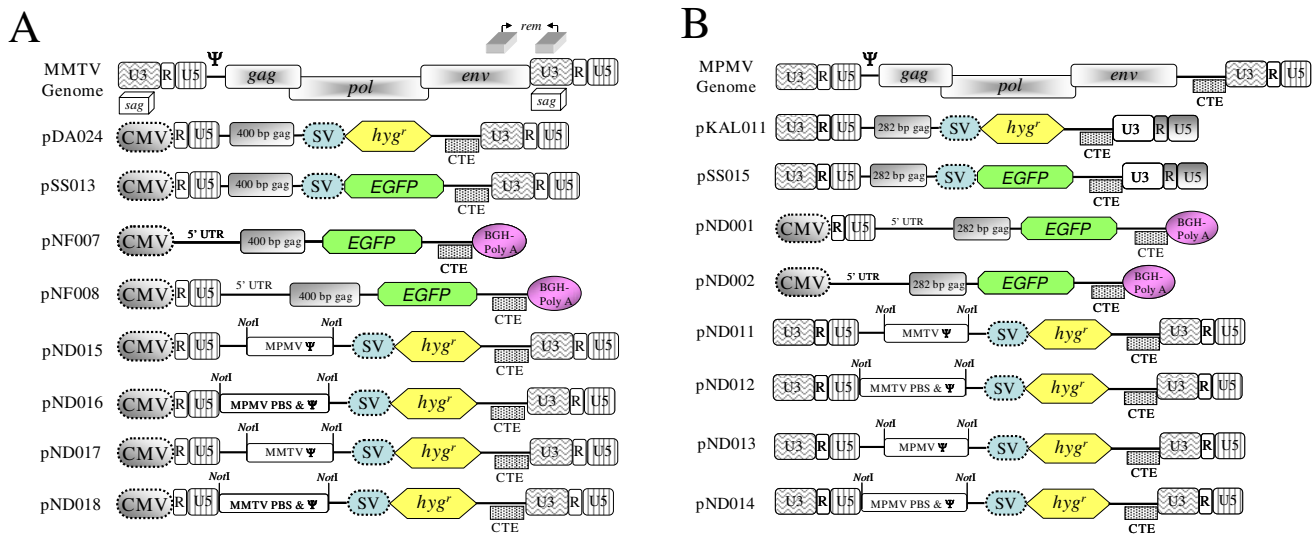 A
rem
Ψ
MMTV Genome U3 R U5 gag pol env U3 R U5
sag sag
pDA024 CMV R U5 400 bp gag SV hygr CTE U3 R U5
pSS013 CMV R U5 400 bp gag SV EGFP CTE U3 R U5
pNF007 CMV 5' UTR 400 bp gag EGFP CTE BGH-Poly A
pNF008 CMV R U5 5' UTR 400 bp gag EGFP CTE BGH-Poly A
NotI NotI
pND015 CMV R U5 MPMV Ψ SV hygr CTE U3 R U5
NotI NotI
pND016 CMV R U5 MPMV PBS & Ψ SV hygr CTE U3 R U5
NotI NotI
pND017 CMV R U5 MMTV Ψ SV hygr CTE U3 R U5
NotI NotI
pND018 CMV R U5 MMTV PBS & Ψ SV hygr CTE U3 R U5
B
Ψ
MPMV Genome U3 R U5 gag pol env CTE U3 R U5
pKAL011 U3 R U5 282 bp gag SV hygr CTE U3 R U5
pSS015 U3 R U5 282 bp gag SV EGFP CTE U3 R U5
pND001 CMV R U5 5' UTR 282 bp gag EGFP CTE BGH-Poly A
pND002 CMV 5' UTR 282 bp gag EGFP CTE BGH-Poly A
NotI NotI
pND011 U3 R U5 MMTV Ψ SV hygr CTE U3 R U5
NotI NotI
pND012 U3 R U5 MMTV PBS & Ψ SV hygr CTE U3 R U5
NotI NotI
pND013 U3 R U5 MPMV Ψ SV hygr CTE U3 R U5
NotI NotI
pND014 U3 R U5 MPMV PBS & Ψ SV hygr CTE U3 R U5